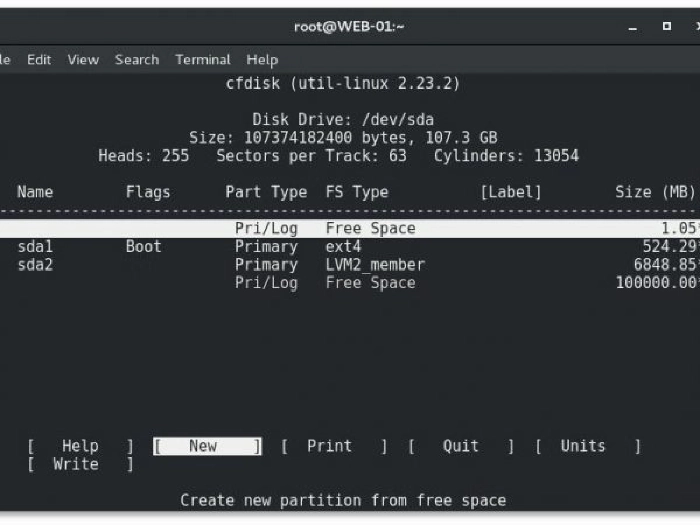 root@WEB-01:~
le Edit View Search Terminal Help
cfdisk (util-linux 2.23.2)
Disk Drive: /dev/sda
Size: 107374182400 bytes, 107.3 GB
Heads: 255 Sectors per Track: 63 Cylinders: 13054
Name Flags Part Type FS Type [Label] Size (MB)
Pri/Log Free Space 1.05*
sda1 Boot Primary ext4 524.29*
sda2 Primary LVM2_member 6848.85*
Pri/Log Free Space 100000.00*
[ Help ] [ New ] [ Print ] [ Quit ] [ Units ]
[ Write ]
Create new partition from free space